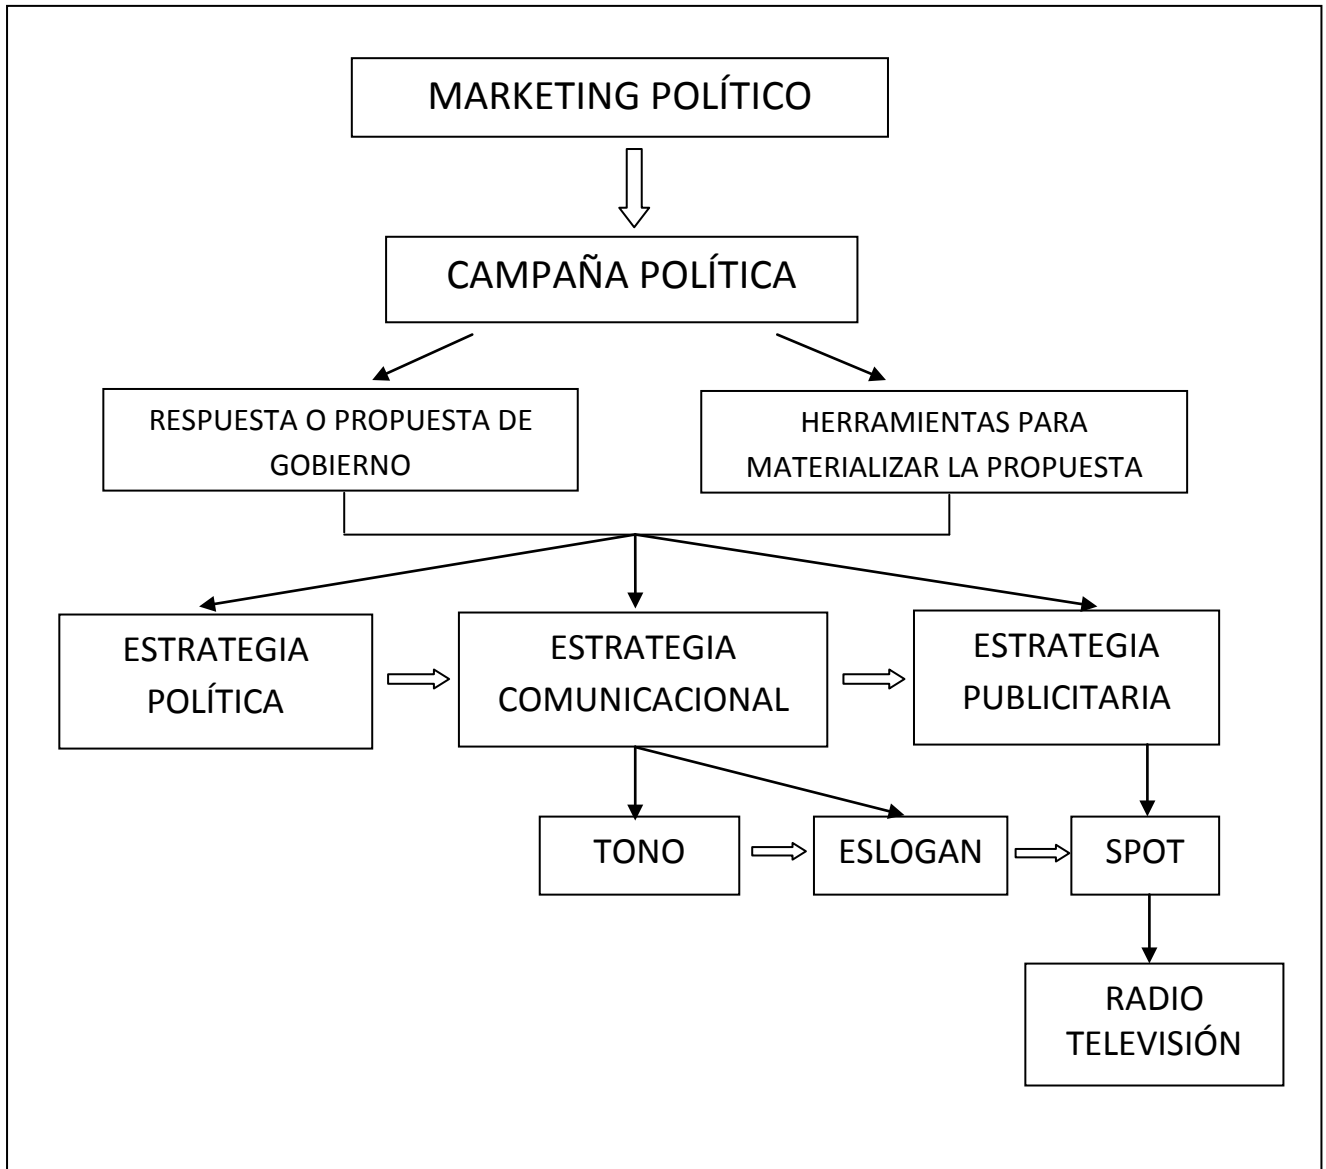 MARKETING POLÍTICO
CAMPAÑA POLÍTICA
RESPUESTA O PROPUESTA DE
GOBIERNO
HERRAMIENTAS PARA
MATERIALIZAR LA PROPUESTA
ESTRATEGIA
POLÍTICA
ESTRATEGIA
COMUNICACIONAL
ESTRATEGIA
PUBLICITARIA
TONO
ESLOGAN
SPOT
RADIO
TELEVISIÓN